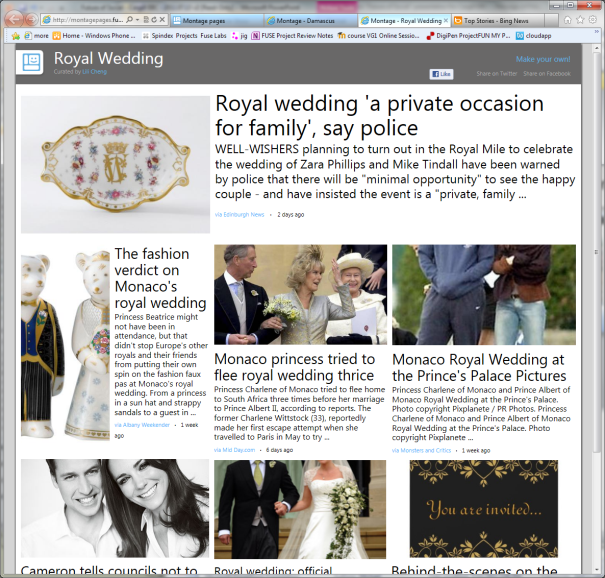 http://montagepages.fu...
Montage pages
Montage - Damascus
Montage - Royal Wedding
Top Stories - Bing News
Home - Windows Phone ...
Spindex
Projects
Fuse Labs
jig
FUSE Project Review Notes
course VG1 Online Sessio...
DigiPen ProjectFUN MY P...
cloudapp
Royal Wedding
Curated by Lili Cheng
Make your own!
Like
Share on Twitter
Share on Facebook
Royal wedding 'a private occasion
for family', say police
WELL-WISHERS planning to turn out in the Royal Mile to celebrate
the wedding of Zara Phillips and Mike Tindall have been warned
by police that there will be "minimal opportunity" to see the happy
couple - and have insisted the event is a "private, family ...
via Edinburgh News • 2 days ago
The fashion
verdict on
Monaco's
royal wedding
Princess Beatrice might
not have been in
attendance, but that
didn't stop Europe's other
royals and their friends
from putting their own
spin on the fashion faux
pas at Monaco's royal
wedding. From a princess
in a sun hat and strappy
sandals to a guest in ...
via Albany Weekender • 1 week
ago
Monaco princess tried to
flee royal wedding thrice
Princess Charlene of Monaco tried to flee home
to South Africa three times before her marriage
to Prince Albert II, according to reports. The
former Charlene Wittstock (33), reportedly
made her first escape attempt when she
travelled to Paris in May to try ...
via Mid Day.com • 6 days ago
Monaco Royal Wedding at
the Prince's Palace Pictures
Princess Charlene of Monaco and Prince Albert of
Monaco Royal Wedding at the Prince's Palace.
Photo copyright Pixplanete / PR Photos. Princess
Charlene of Monaco and Prince Albert of Monaco
Royal Wedding at the Prince's Palace. Photo
copyright Pixplanete ...
via Monsters and Critics • 1 week ago
You are invited...
Cameron tells councils not to
Royal wedding: official
Behind-the-scenes on the